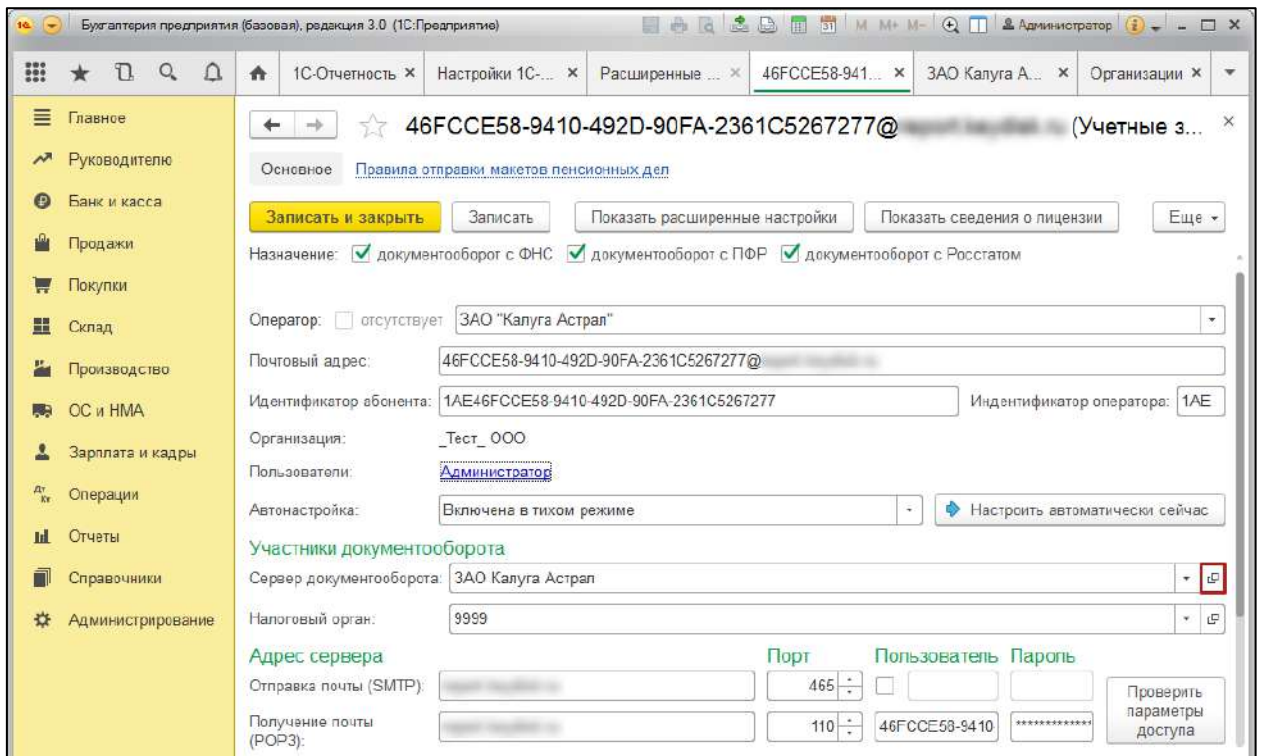 Бухгалтерия предприятия (базовая), редакция 3.0 (1С:Предприятие) M M+ M- Администратор
1С-Отчетность × Настройки 1С-... × Расширенные ... × 46FCCE58-941... × ЗАО Калуга А... × Организации ×
Главное
Руководителю
Банк и касса
Продажи
Покупки
Склад
Производство
ОС и НМА
Зарплата и кадры
Операции
Отчеты
Справочники
Администрирование
46FCCE58-9410-492D-90FA-2361C5267277@ (Учетные з...
Основное Правила отправки макетов пенсионных дел
Записать и закрыть Записать Показать расширенные настройки Показать сведения о лицензии Еще
Назначение: документооборот с ФНС документооборот с ПФР документооборот с Росстатом
Оператор: отсутствует ЗАО "Калуга Астрал"
Почтовый адрес: 46FCCE58-9410-492D-90FA-2361C5267277@
Идентификатор абонента: 1AE46FCCE58-9410-492D-90FA-2361C5267277 Индентификатор оператора: 1AE
Организация: _Тест_ ООО
Пользователи: Администратор
Автонастройка: Включена в тихом режиме Настроить автоматически сейчас
Участники документооборота
Сервер документооборота: ЗАО Калуга Астрал
Налоговый орган: 9999
Адрес сервера Порт Пользователь Пароль
Отправка почты (SMTP): 465
Получение почты (POP3): 110 46FCCE58-9410 *************
Проверить
параметры
доступа